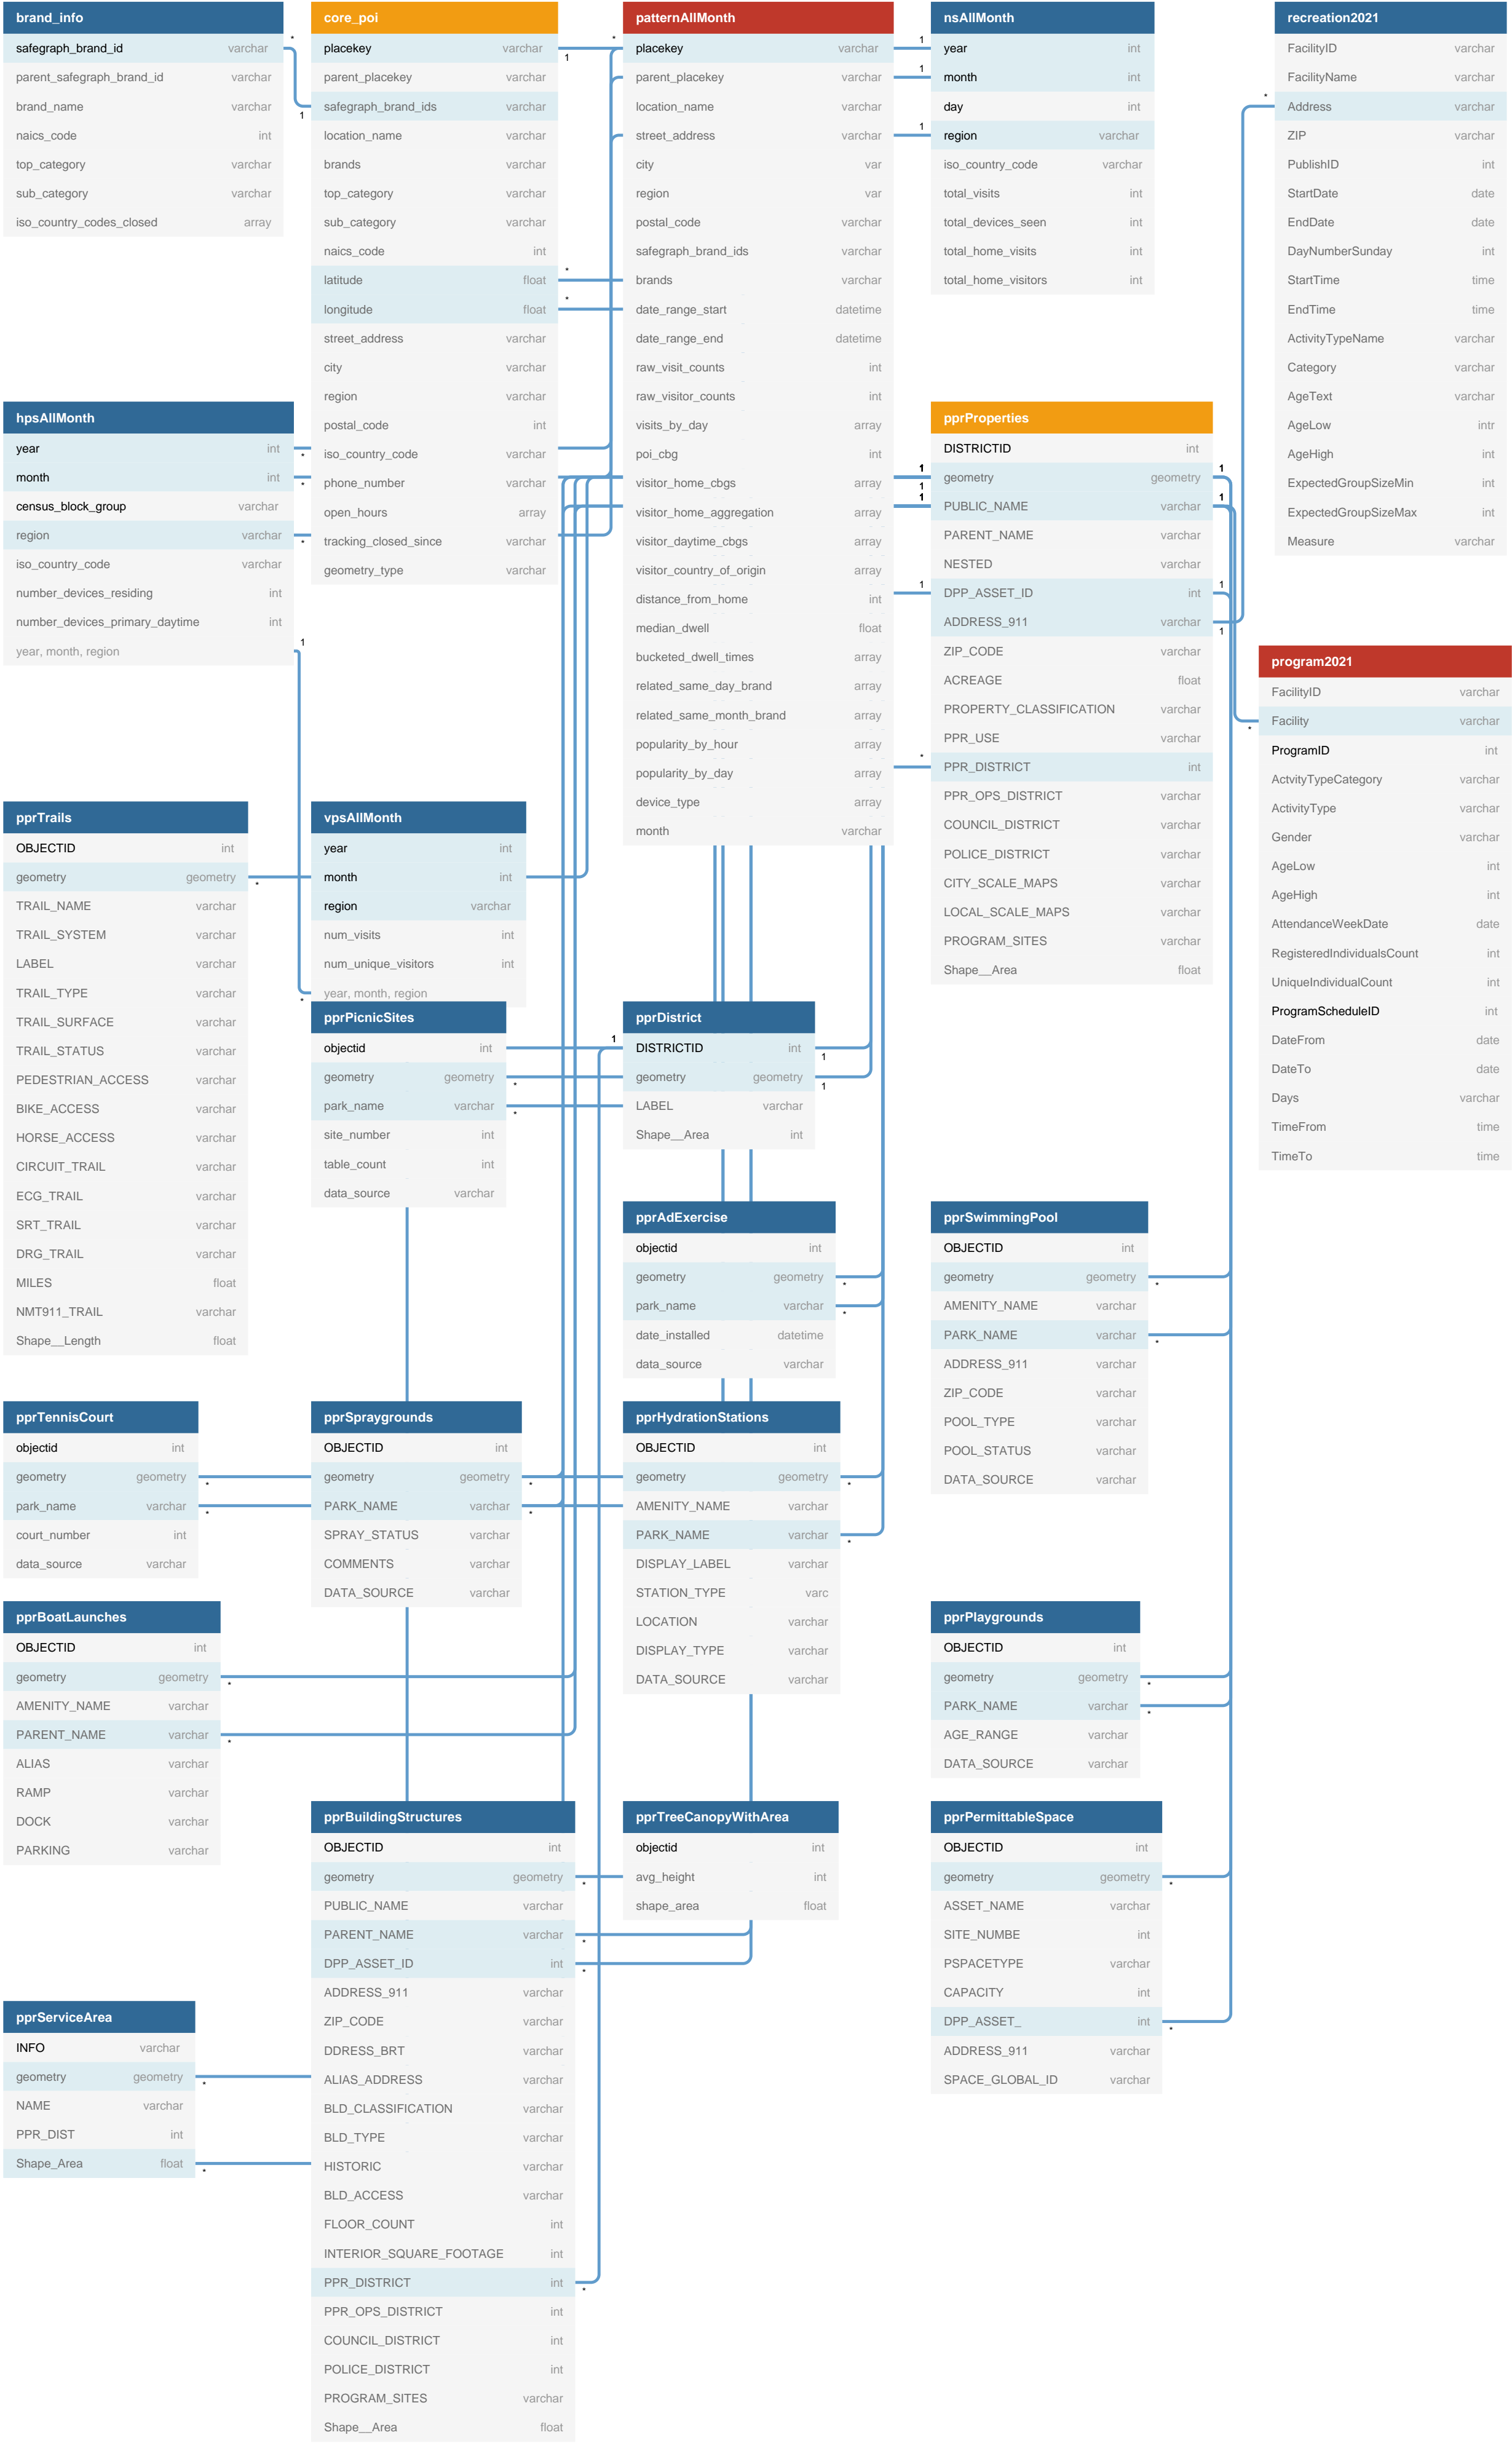 brand_info
safegraph_brand_id varchar
parent_safegraph_brand_id varchar
brand_name varchar
naics_code int
top_category varchar
sub_category varchar
iso_country_codes_closed array
core_poi
placekey varchar
parent_placekey varchar
safegraph_brand_ids varchar
location_name varchar
brands varchar
top_category varchar
sub_category varchar
naics_code int
latitude float
longitude float
street_address varchar
city varchar
region varchar
postal_code int
iso_country_code varchar
phone_number varchar
open_hours array
tracking_closed_since varchar
geometry_type varchar
patternAllMonth
placekey varchar
parent_placekey varchar
location_name varchar
street_address varchar
city var
region var
postal_code varchar
safegraph_brand_ids varchar
brands varchar
date_range_start datetime
date_range_end datetime
raw_visit_counts int
raw_visitor_counts int
visits_by_day array
poi_cbg int
visitor_home_cbgs array
visitor_home_aggregation array
visitor_daytime_cbgs array
visitor_country_of_origin array
distance_from_home int
median_dwell float
bucketed_dwell_times array
related_same_day_brand array
related_same_month_brand array
popularity_by_hour array
popularity_by_day array
device_type array
month varchar
nsAllMonth
year int
month int
day int
region varchar
iso_country_code varchar
total_visits int
total_devices_seen int
total_home_visits int
total_home_visitors int
recreation2021
FacilityID varchar
FacilityName varchar
Address varchar
ZIP varchar
PublishID int
StartDate date
EndDate date
DayNumberSunday int
StartTime time
EndTime time
ActivityTypeName varchar
Category varchar
AgeText varchar
AgeLow intr
AgeHigh int
ExpectedGroupSizeMin int
ExpectedGroupSizeMax int
Measure varchar
hpsAllMonth
year int
month int
census_block_group varchar
region varchar
iso_country_code varchar
number_devices_residing int
number_devices_primary_daytime int
year, month, region
pprProperties
DISTRICTID int
geometry geometry
PUBLIC_NAME varchar
PARENT_NAME varchar
NESTED varchar
DPP_ASSET_ID int
ADDRESS_911 varchar
ZIP_CODE varchar
ACREAGE float
PROPERTY_CLASSIFICATION varchar
PPR_USE varchar
PPR_DISTRICT int
PPR_OPS_DISTRICT varchar
COUNCIL_DISTRICT varchar
POLICE_DISTRICT varchar
CITY_SCALE_MAPS varchar
LOCAL_SCALE_MAPS varchar
PROGRAM_SITES varchar
Shape__Area float
program2021
FacilityID varchar
Facility varchar
ProgramID int
ActvityTypeCategory varchar
ActivityType varchar
Gender varchar
AgeLow int
AgeHigh int
AttendanceWeekDate date
RegisteredIndividualsCount int
UniqueIndividualCount int
ProgramScheduleID int
DateFrom date
DateTo date
Days varchar
TimeFrom time
TimeTo time
pprTrails
OBJECTID int
geometry geometry
TRAIL_NAME varchar
TRAIL_SYSTEM varchar
LABEL varchar
TRAIL_TYPE varchar
TRAIL_SURFACE varchar
TRAIL_STATUS varchar
PEDESTRIAN_ACCESS varchar
BIKE_ACCESS varchar
HORSE_ACCESS varchar
CIRCUIT_TRAIL varchar
ECG_TRAIL varchar
SRT_TRAIL varchar
DRG_TRAIL varchar
MILES float
NMT911_TRAIL varchar
Shape__Length float
vpsAllMonth
year int
month int
region varchar
num_visits int
num_unique_visitors int
year, month, region
pprPicnicSites
objectid int
geometry geometry
park_name varchar
site_number int
table_count int
data_source varchar
pprDistrict
DISTRICTID int
geometry geometry
LABEL varchar
Shape__Area int
pprAdExercise
objectid int
geometry geometry
park_name varchar
date_installed datetime
data_source varchar
pprSwimmingPool
OBJECTID int
geometry geometry
AMENITY_NAME varchar
PARK_NAME varchar
ADDRESS_911 varchar
ZIP_CODE varchar
POOL_TYPE varchar
POOL_STATUS varchar
DATA_SOURCE varchar
pprTennisCourt
objectid int
geometry geometry
park_name varchar
court_number int
data_source varchar
pprSpraygrounds
OBJECTID int
geometry geometry
PARK_NAME varchar
SPRAY_STATUS varchar
COMMENTS varchar
DATA_SOURCE varchar
pprHydrationStations
OBJECTID int
geometry geometry
AMENITY_NAME varchar
PARK_NAME varchar
DISPLAY_LABEL varchar
STATION_TYPE varc
LOCATION varchar
DISPLAY_TYPE varchar
DATA_SOURCE varchar
pprBoatLaunches
OBJECTID int
geometry geometry
AMENITY_NAME varchar
PARENT_NAME varchar
ALIAS varchar
RAMP varchar
DOCK varchar
PARKING varchar
pprPlaygrounds
OBJECTID int
geometry geometry
PARK_NAME varchar
AGE_RANGE varchar
DATA_SOURCE varchar
pprBuildingStructures
OBJECTID int
geometry geometry
PUBLIC_NAME varchar
PARENT_NAME varchar
DPP_ASSET_ID int
ADDRESS_911 varchar
ZIP_CODE varchar
DDRESS_BRT varchar
ALIAS_ADDRESS varchar
BLD_CLASSIFICATION varchar
BLD_TYPE varchar
HISTORIC varchar
BLD_ACCESS varchar
FLOOR_COUNT int
INTERIOR_SQUARE_FOOTAGE int
PPR_DISTRICT int
PPR_OPS_DISTRICT int
COUNCIL_DISTRICT int
POLICE_DISTRICT int
PROGRAM_SITES varchar
Shape__Area float
pprTreeCanopyWithArea
objectid int
avg_height int
shape_area float
pprPermittableSpace
OBJECTID int
geometry geometry
ASSET_NAME varchar
SITE_NUMBE int
PSPACETYPE varchar
CAPACITY int
DPP_ASSET_ int
ADDRESS_911 varchar
SPACE_GLOBAL_ID varchar
pprServiceArea
INFO varchar
geometry geometry
NAME varchar
PPR_DIST int
Shape_Area float